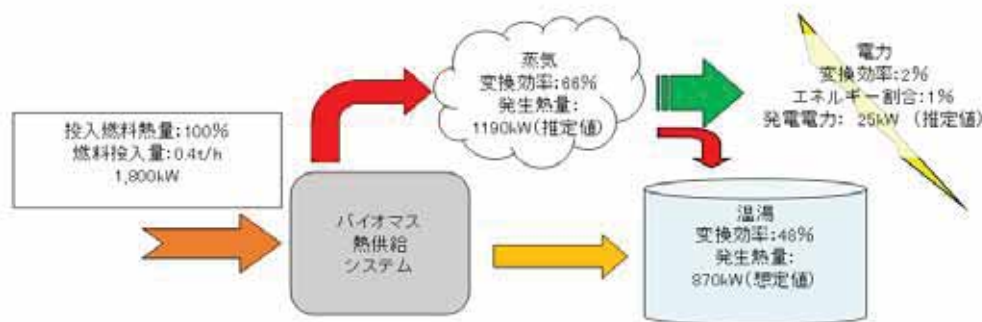 投入燃料熱量:100%
燃料投入量:0.4t/h
1,800kW
バイオマス
熱供給
システム
蒸気
変換効率:66%
発生熱量:
1190kW(推定値)
電力
変換効率:2%
エネルギー割合:1%
発電電力: 25kW (推定値)
温湯
変換効率:48%
発生熱量:
870kW(想定値)